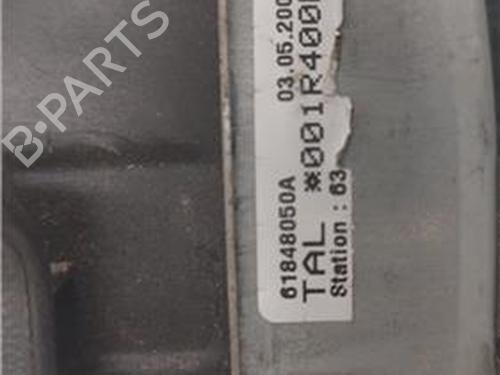 B-PARTS
61848050A 03.05.200
TAL *001R400
Station : 63